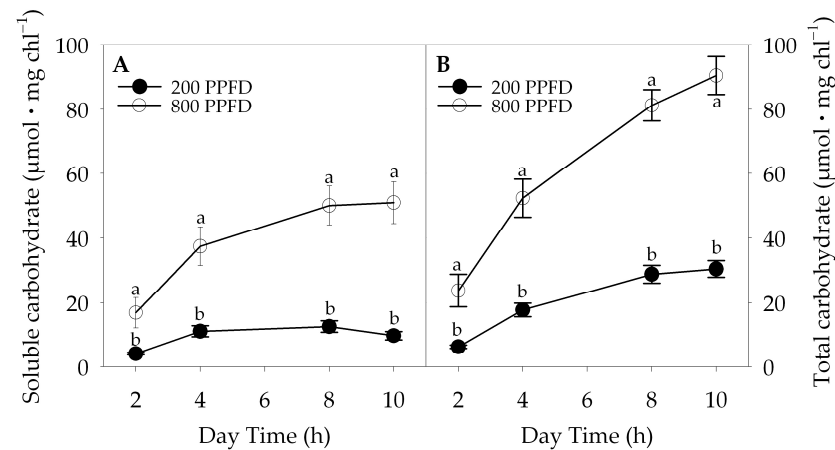 Soluble carbohydrate (μmol · mg chl⁻¹)
100
80
60
40
20
0
A
200 PPFD
800 PPFD
a
a
a
a
b
b
b
b
2
4
6
8
10
Day Time (h)
B
200 PPFD
800 PPFD
a
a
a
a
b
b
b
b
2
4
6
8
10
Day Time (h)
100
80
60
40
20
0
Total carbohydrate (μmol · mg chl⁻¹)